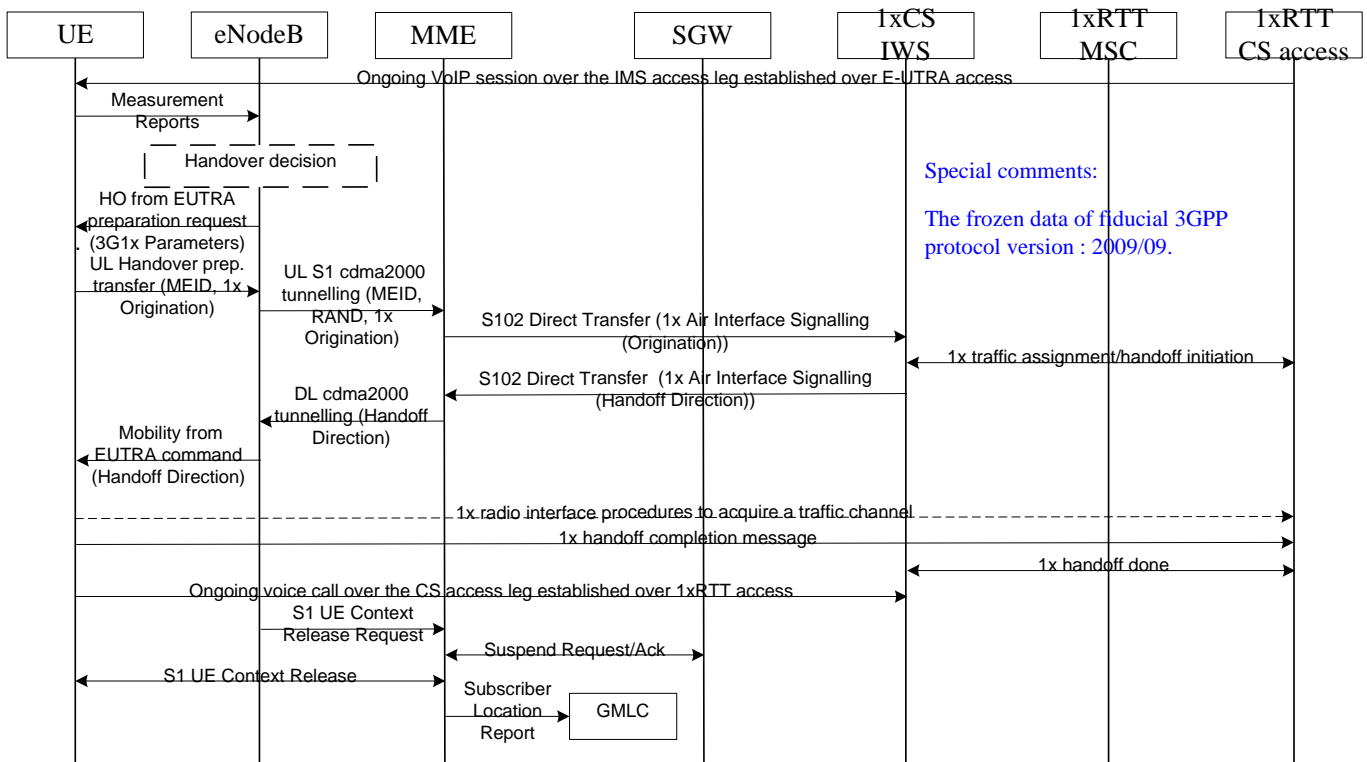 UE
eNodeB
MME
SGW
1xCS
IWS
1xRTT
MSC
1xRTT
CS access
Ongoing VoIP session over the IMS access leg established over E-UTRA access
Measurement
Reports
Handover decision
Special comments:
The frozen data of fiducial 3GPP
protocol version : 2009/09.
HO from EUTRA
preparation request
. (3G1x Parameters)
UL Handover prep.
transfer (MEID, 1x
Origination)
UL S1 cdma2000
tunnelling (MEID,
RAND, 1x
Origination)
S102 Direct Transfer (1x Air Interface Signalling
(Origination))
1x traffic assignment/handoff initiation
S102 Direct Transfer (1x Air Interface Signalling
(Handoff Direction))
DL cdma2000
tunnelling (Handoff
Direction)
Mobility from
EUTRA command
(Handoff Direction)
1x radio interface procedures to acquire a traffic channel
1x handoff completion message
1x handoff done
Ongoing voice call over the CS access leg established over 1xRTT access
S1 UE Context
Release Request
Suspend Request/Ack
S1 UE Context Release
Subscriber
Location
Report
GMLC